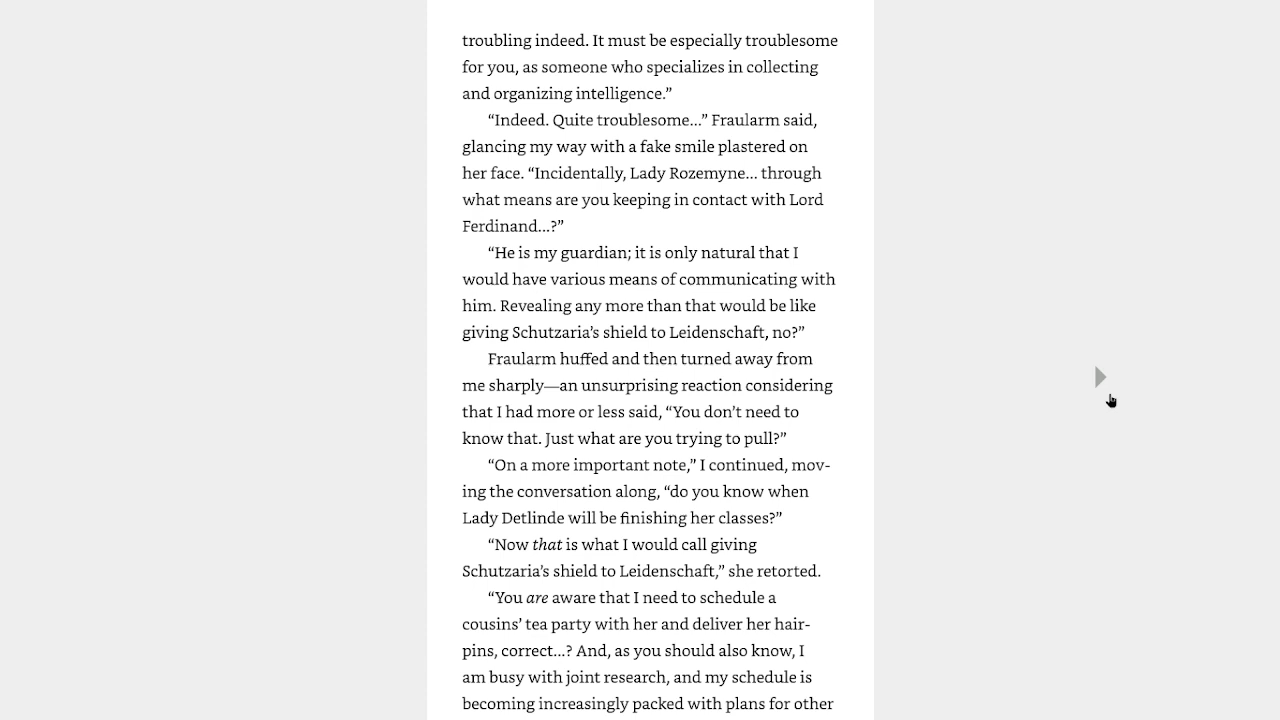 troubling indeed. It must be especially troublesome
for you, as someone who specializes in collecting
and organizing intelligence.”
“Indeed. Quite troublesome...” Fraularm said,
glancing my way with a fake smile plastered on
her face. “Incidentally, Lady Rozemyne... through
what means are you keeping in contact with Lord
Ferdinand...?”
“He is my guardian; it is only natural that I
would have various means of communicating with
him. Revealing any more than that would be like
giving Schutzaria’s shield to Leidenschaft, no?”
Fraularm huffed and then turned away from
me sharply—an unsurprising reaction considering
that I had more or less said, “You don’t need to
know that. Just what are you trying to pull?”
“On a more important note,” I continued, mov-
ing the conversation along, “do you know when
Lady Detlinde will be finishing her classes?”
“Now that is what I would call giving
Schutzaria’s shield to Leidenschaft,” she retorted.
“You are aware that I need to schedule a
cousins’ tea party with her and deliver her hair-
pins, correct...? And, as you should also know, I
am busy with joint research, and my schedule is
becoming increasingly packed with plans for other